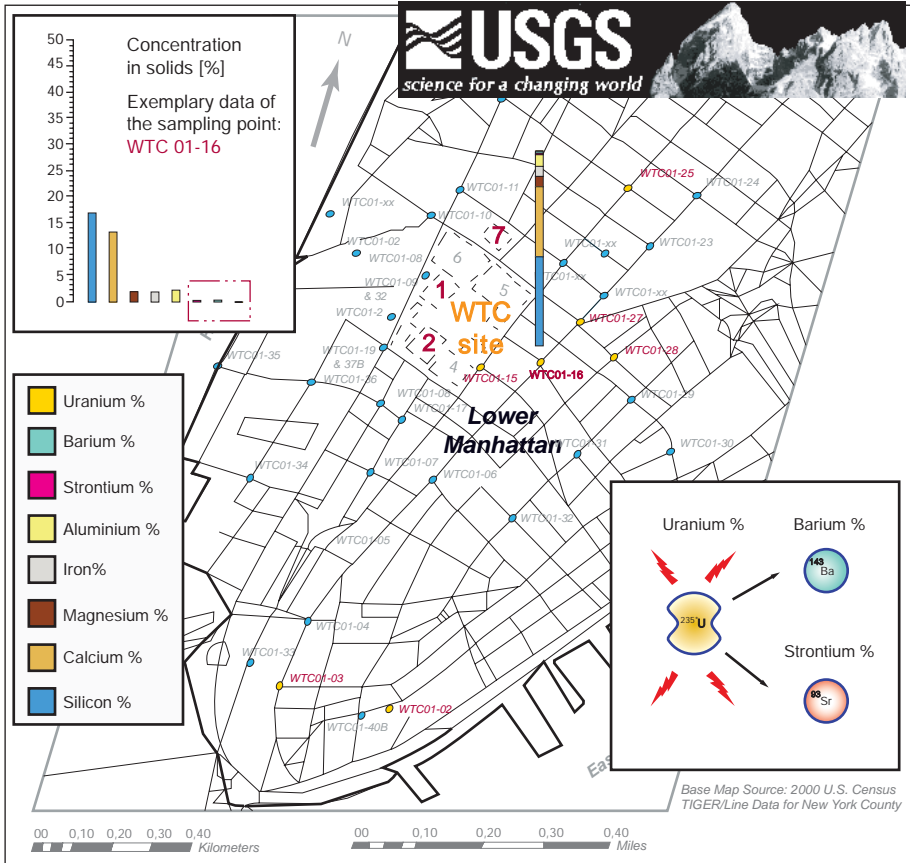 USGS
science for a changing world
50
45
40
35
30
25
20
15
10
5
0
Concentration
in solids [%]
Exemplary data of
the sampling point:
WTC 01-16
N
WTC01-25
WTC01-24
WTC01-11
WTC01-xx
WTC01-10
WTC01-02
WTC01-08
7
6
WTC01-xx
WTC01-23
WTC01-xx
WTC01-09
& 32
1
5
WTC01-xx
WTC01-2
WTC
site
WTC01-27
2
4
WTC01-19
& 37B
WTC01-28
WTC01-35
WTC01-36
WTC01-15
WTC01-16
WTC01-08
WTC01-17
WTC01-29
Lower
Manhattan
WTC01-31
WTC01-30
WTC01-34
WTC01-07
WTC01-06
WTC01-32
WTC01-05
WTC01-04
WTC01-33
WTC01-03
WTC01-02
WTC01-40B
Uranium %
Barium %
Strontium %
Aluminium %
Iron%
Magnesium %
Calcium %
Silicon %
Uranium %
Barium %
143
Ba
235*U
Strontium %
93
Sr
Base Map Source: 2000 U.S. Census
TIGER/Line Data for New York County
00 0,10 0,20 0,30 0,40
Kilometers
00 0,10 0,20 0,30 0,40
Miles